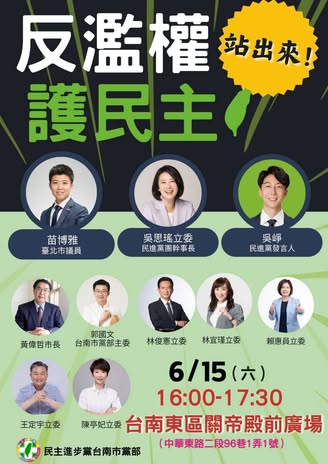 反濫權
站出來!
護民主
苗博雅
臺北市議員
吳思瑤立委
民進黨團幹事長
吳崢
民進黨發言人
黃偉哲市長
郭國文
台南市黨部主委
林俊憲立委
林宜瑾立委
賴惠員立委
王定宇立委
陳亭妃立委
6/15(六)
16:00-17:30
台南東區關帝殿前廣場
(中華東路二段96巷1弄1號)
民主進步黨台南市黨部